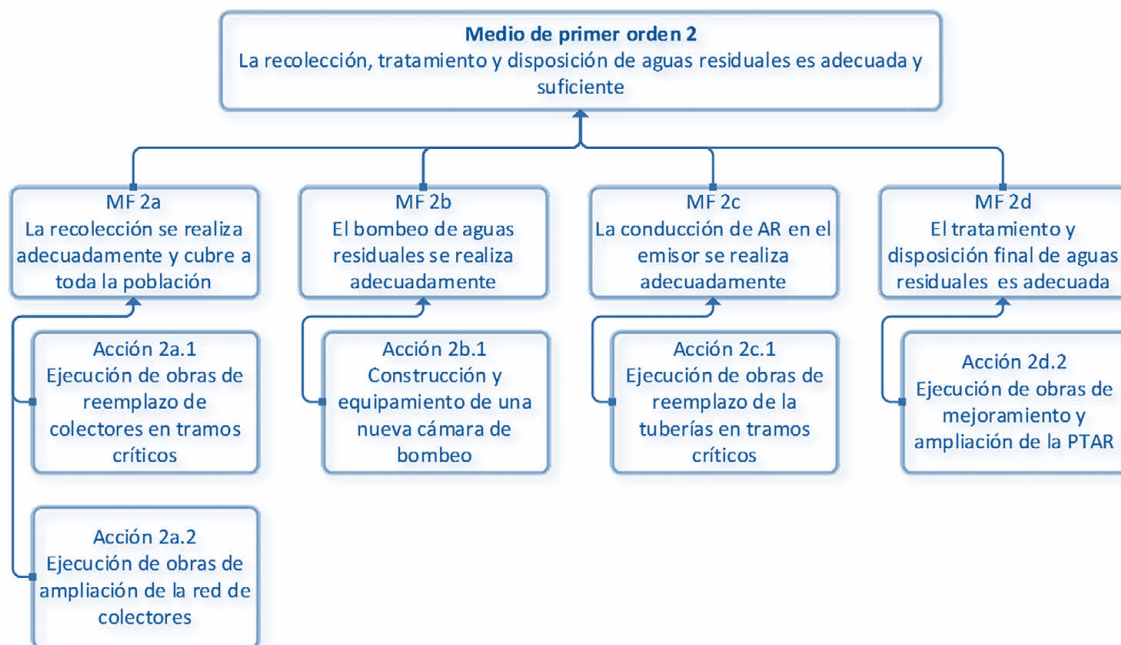 Medio de primer orden 2
La recolección, tratamiento y disposición de aguas residuales es adecuada y
suficiente
MF 2a
La recolección se realiza
adecuadamente y cubre a
toda la población
MF 2b
El bombeo de aguas
residuales se realiza
adecuadamente
MF 2c
La conducción de AR en el
emisor se realiza
adecuadamente
MF 2d
El tratamiento y
disposición final de aguas
residuales es adecuada
Acción 2a.1
Ejecución de obras de
reemplazo de
colectores en tramos
críticos
Acción 2b.1
Construcción y
equipamiento de una
nueva cámara de
bombeo
Acción 2c.1
Ejecución de obras de
reemplazo de la
tuberías en tramos
críticos
Acción 2d.2
Ejecución de obras de
mejoramiento y
ampliación de la PTAR
Acción 2a.2
Ejecución de obras de
ampliación de la red de
colectores